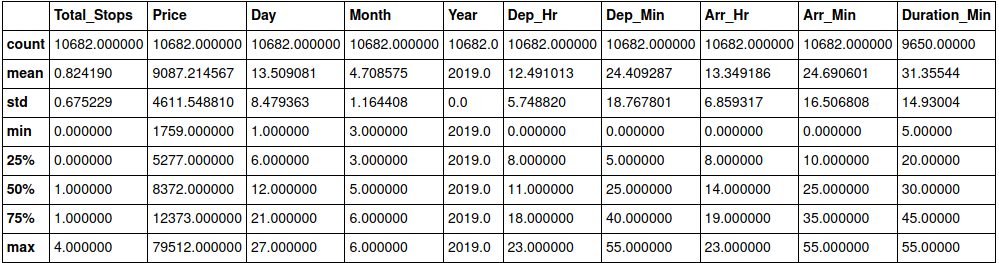 Total_Stops Price Day Month Year Dep_Hr Dep_Min Arr_Hr Arr_Min Duration_Min
count 10682.000000 10682.000000 10682.000000 10682.000000 10682.0 10682.000000 10682.000000 10682.000000 10682.000000 9650.00000
mean 0.824190 9087.214567 13.509081 4.708575 2019.0 12.491013 24.409287 13.349186 24.690601 31.35544
std 0.675229 4611.548810 8.479363 1.164408 0.0 5.748820 18.767801 6.859317 16.506808 14.93004
min 0.000000 1759.000000 1.000000 3.000000 2019.0 0.000000 0.000000 0.000000 0.000000 5.00000
25% 0.000000 5277.000000 6.000000 3.000000 2019.0 8.000000 5.000000 8.000000 10.000000 20.00000
50% 1.000000 8372.000000 12.000000 5.000000 2019.0 11.000000 25.000000 14.000000 25.000000 30.00000
75% 1.000000 12373.000000 21.000000 6.000000 2019.0 18.000000 40.000000 19.000000 35.000000 45.00000
max 4.000000 79512.000000 27.000000 6.000000 2019.0 23.000000 55.000000 23.000000 55.000000 55.00000